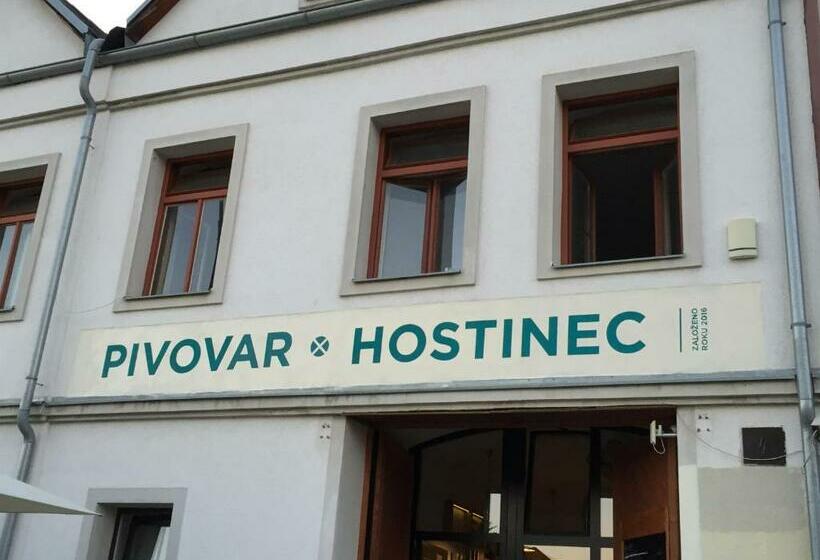 PIVOVAR HOSTINEC
ZALOŽENO
ROKU 2016